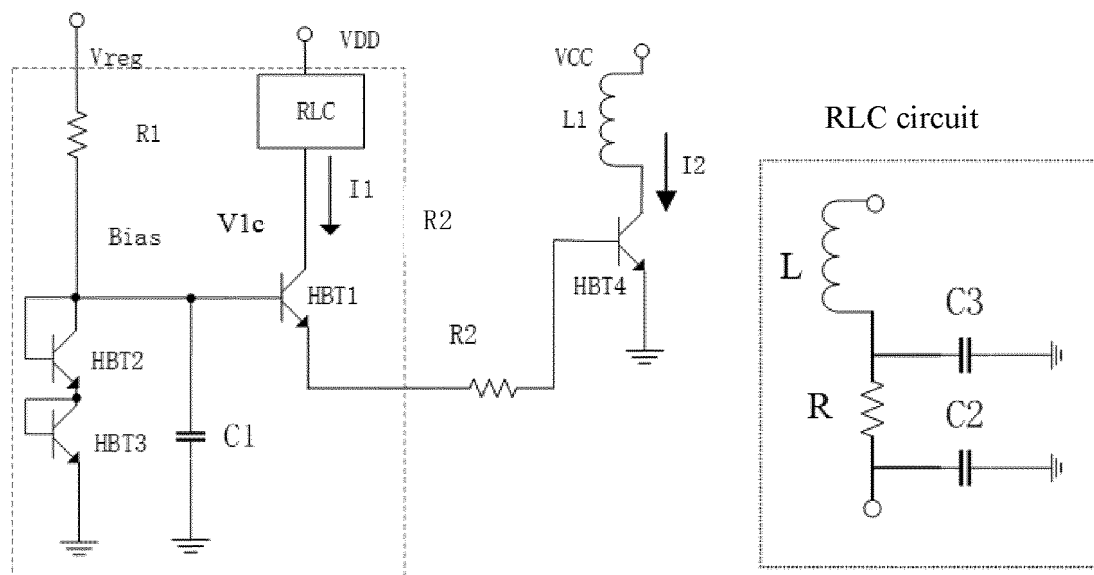 Vreg
VDD
VCC
RLC
R1
L1
RLC circuit
I1
I2
V1c
R2
Bias
HBT1
HBT4
L
C3
R2
HBT2
R
C2
HBT3
C1